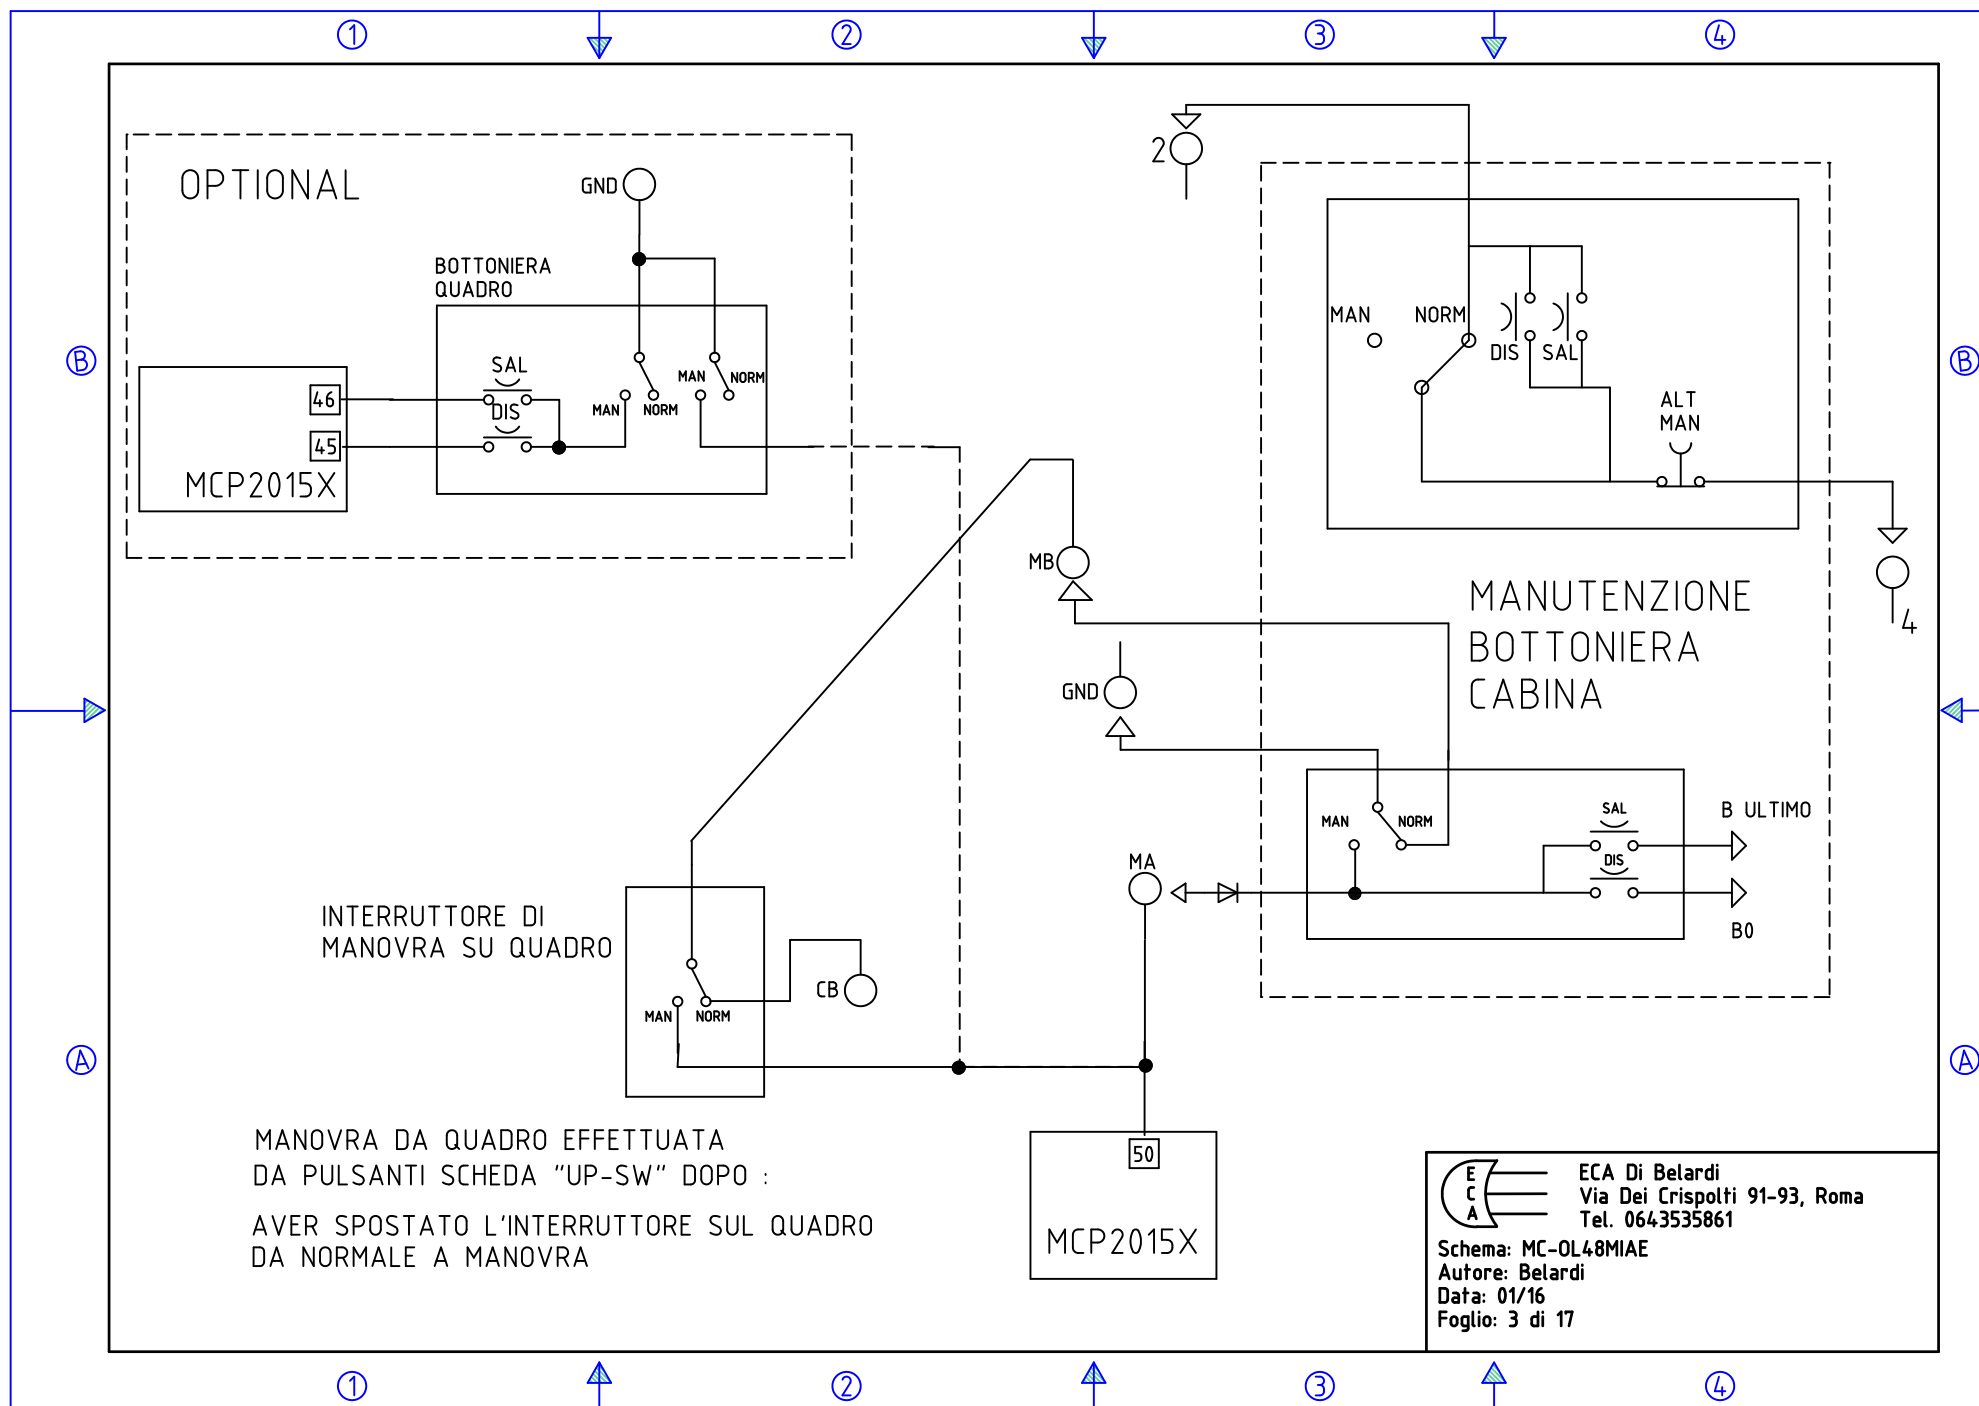 1 2 3 4
OPTIONAL
GND
BOTTONIERA
QUADRO
SAL
DIS
MAN
NORM
MAN
NORM
46
45
MCP2015X
2
MAN
NORM
DIS
SAL
ALT
MAN
4
B
B
MANUTENZIONE
BOTTONIERA
CABINA
MB
GND
MAN
NORM
SAL
DIS
B ULTIMO
B0
MA
INTERRUTTORE DI
MANOVRA SU QUADRO
MAN
NORM
CB
A
A
50
MCP2015X
MANOVRA DA QUADRO EFFETTUATA
DA PULSANTI SCHEDA "UP-SW" DOPO :
AVER SPOSTATO L'INTERRUTTORE SUL QUADRO
DA NORMALE A MANOVRA
E
C
A
ECA Di Belardi
Via Dei Crispolti 91-93, Roma
Tel. 0643535861
Schema: MC-OL48MIAE
Autore: Belardi
Data: 01/16
Foglio: 3 di 17
1 2 3 4